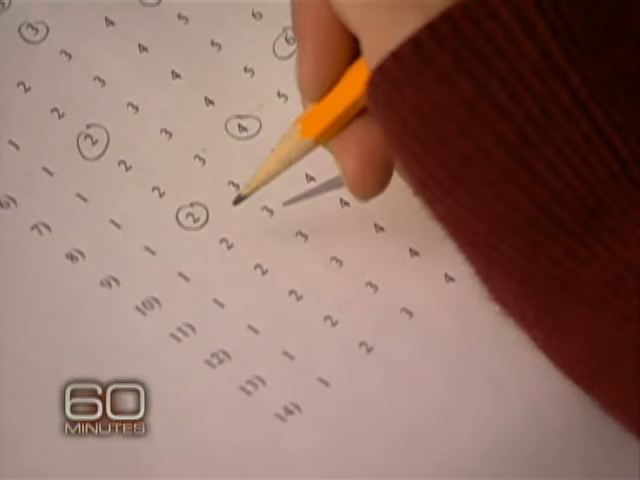 3
2 3 4
1 2 3 4 5
6) 1 2 3 4 5 6
7) 1 2 3 4 5 6
8) 1 2 3 4 5
9) 1 2 3
10) 1 2 3 4
11) 1 2 3 4
12) 1 2 3 4
13) 1 2 3 4
14) 1 2 3 4
60
MINUTES